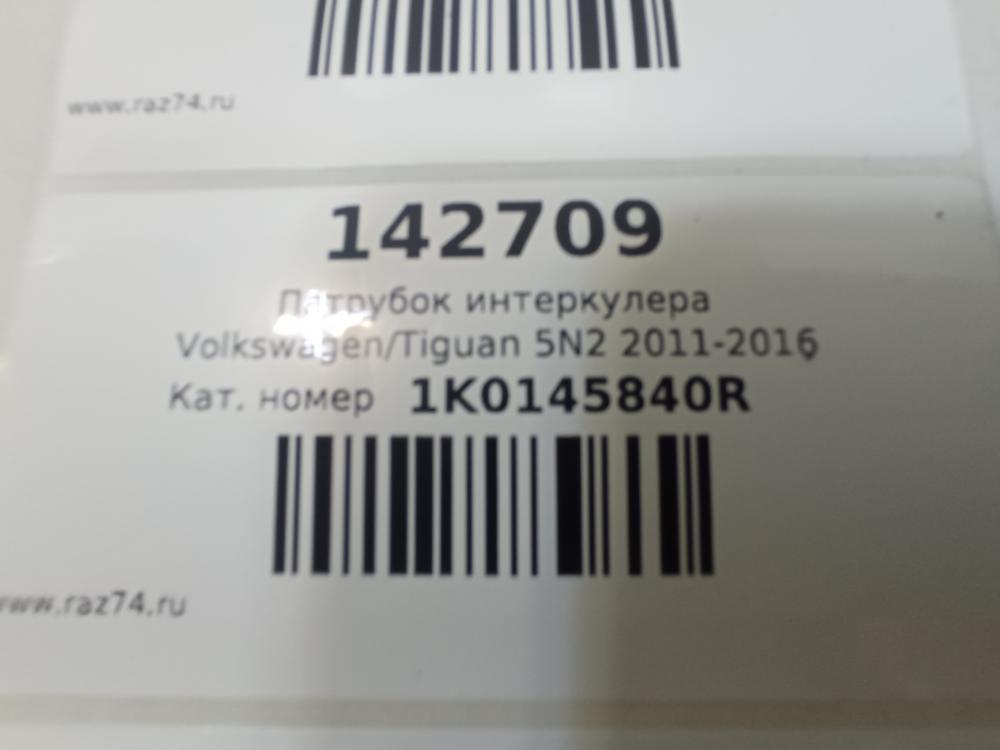 www.raz74.ru
142709
Патрубок интеркулера
Volkswagen/Tiguan 5N2 2011-2016
Кат. номер 1K0145840R
www.raz74.ru